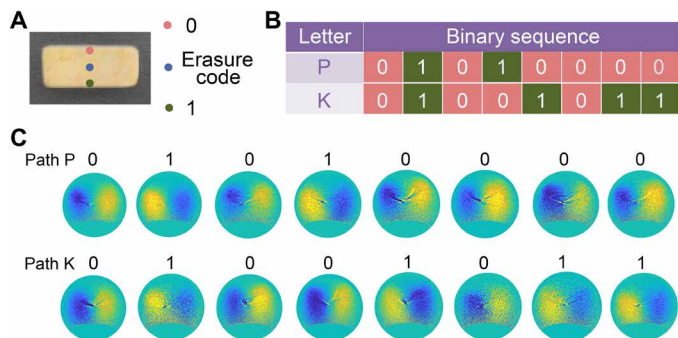 A
0
Erasure code
1
B
Letter Binary sequence
P 0 1 0 1 0 0 0 0
K 0 1 0 0 1 0 1 1
C
Path P 0 1 0 1 0 0 0 0
Path K 0 1 0 0 1 0 1 1